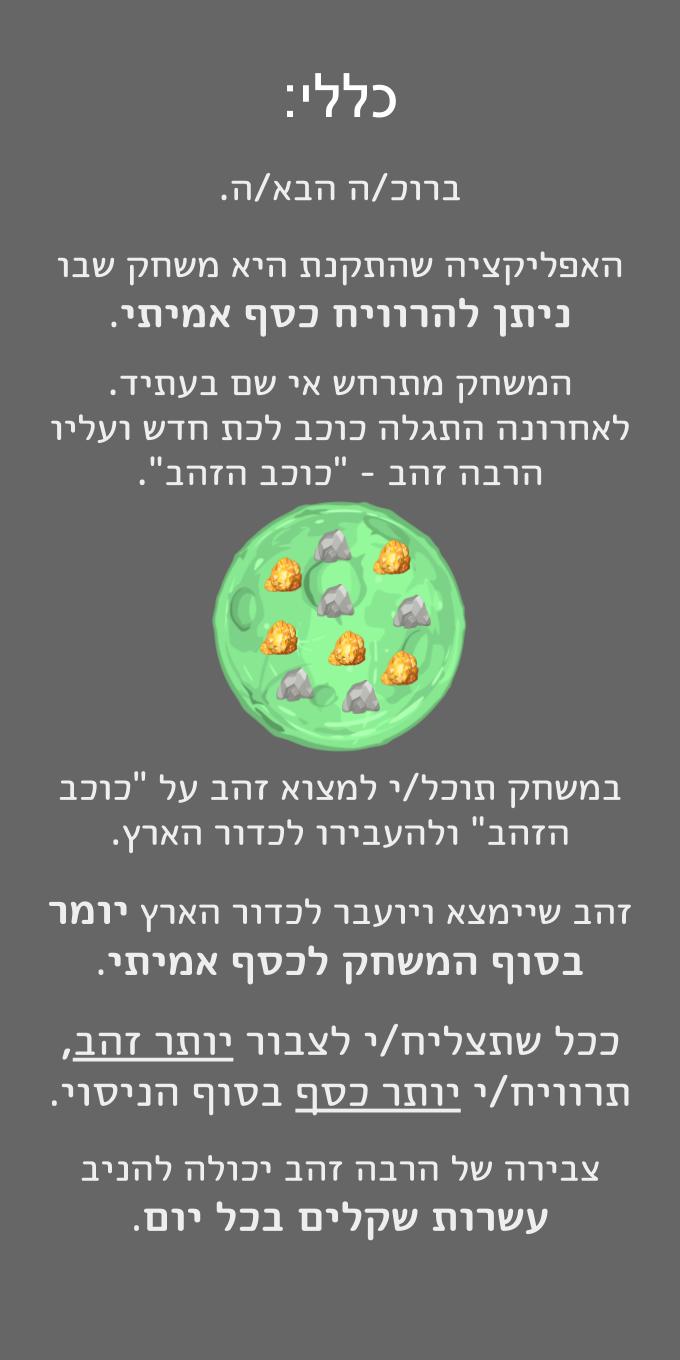 כללי:
ברוכ/ה הבא/ה.
האפליקציה שהתקנת היא משחק שבו
ניתן להרוויח כסף אמיתי.
המשחק מתרחש אי שם בעתיד.
לאחרונה התגלה כוכב לכת חדש ועליו
הרבה זהב - "כוכב הזהב".
במשחק תוכל/י למצוא זהב על "כוכב
הזהב" ולהעבירו לכדור הארץ.
זהב שיימצא ויועבר לכדור הארץ יומר
בסוף המשחק לכסף אמיתי.
ככל שתצליח/י לצבור יותר זהב,
תרוויח/י יותר כסף בסוף הניסוי.
צבירה של הרבה זהב יכולה להניב
עשרות שקלים בכל יום.